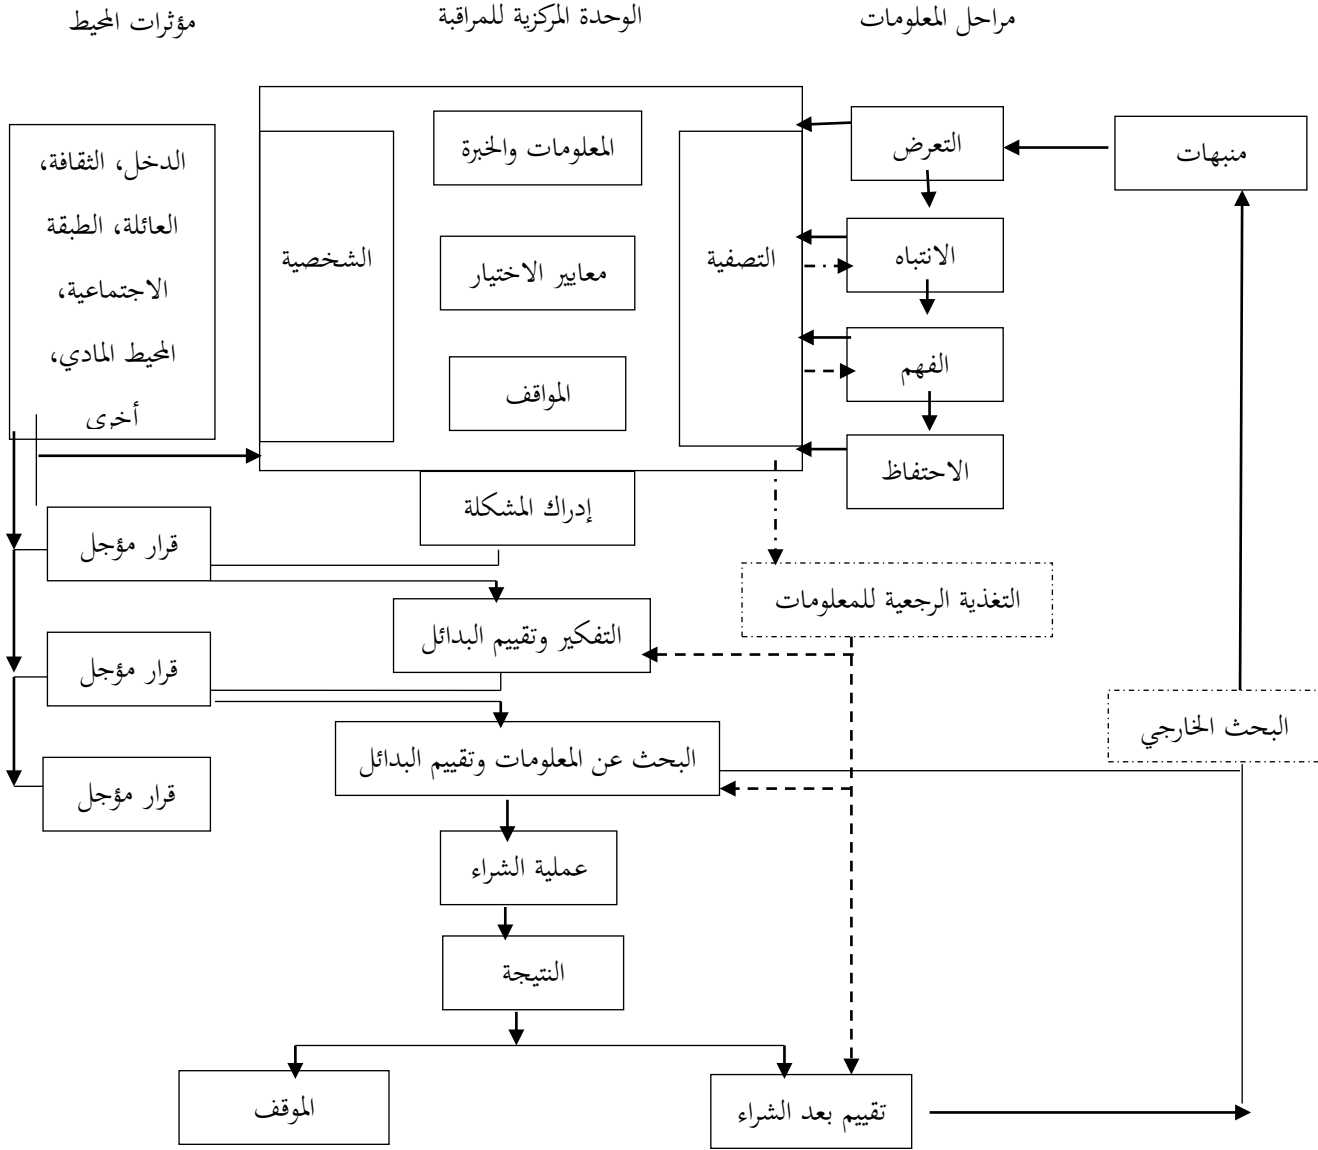 مراحل المعلومات
الوحدة المركزية للمراقبة
مؤثرات المحيط
منبهات
التعرض
الانتباه
الفهم
الاحتفاظ
التصفية
المعلومات والخبرة
معايير الاختيار
المواقف
الشخصية
الدخل، الثقافة،
العائلة، الطبقة
الاجتماعية،
المحيط المادي،
أخرى
إدراك المشكلة
قرار مؤجل
التغذية الرجعية للمعلومات
التفكير وتقييم البدائل
قرار مؤجل
البحث الخارجي
البحث عن المعلومات وتقييم البدائل
قرار مؤجل
عملية الشراء
النتيجة
تقييم بعد الشراء
الموقف